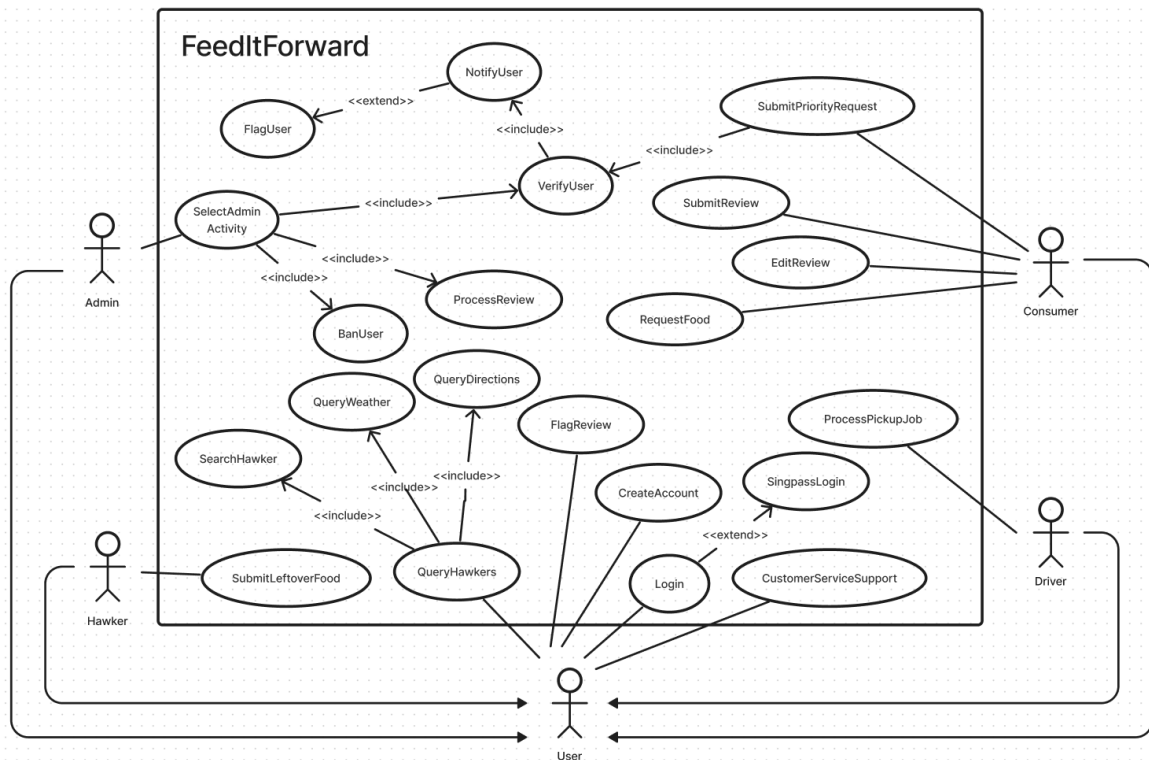 FeedItForward
NotifyUser
<<extend>>
SubmitPriorityRequest
FlagUser
<<include>>
<<include>>
VerifyUser
<<include>>
SubmitReview
SelectAdmin
Activity
<<include>>
EditReview
<<include>>
Admin
ProcessReview
Consumer
RequestFood
BanUser
QueryDirections
QueryWeather
FlagReview
ProcessPickupJob
SearchHawker
<<include>>
SingpassLogin
<<include>>
CreateAccount
<<include>>
<<extend>>
QueryHawkers
SubmitLeftoverFood
Login
CustomerServiceSupport
Driver
Hawker
User